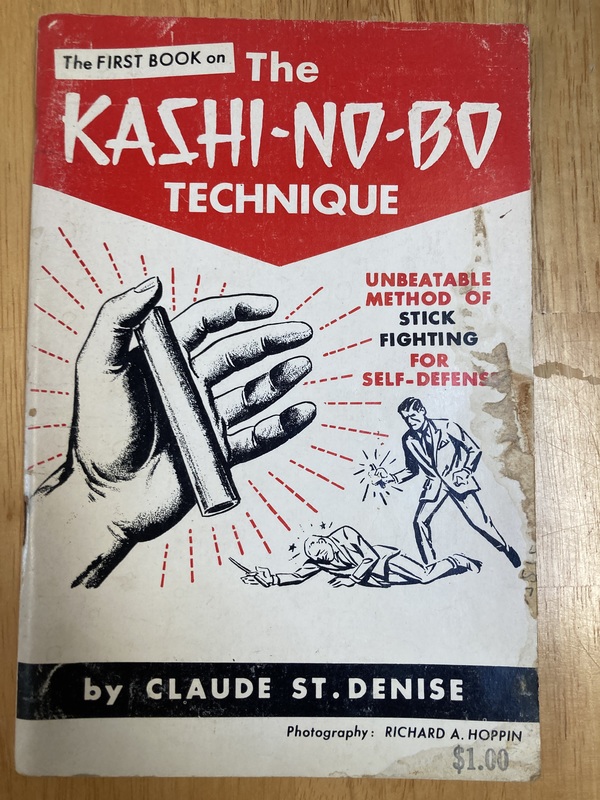 The FIRST BOOK on The
KASHI-NO-BO
TECHNIQUE
UNBEATABLE
METHOD OF
STICK
FIGHTING
FOR
SELF-DEFENSE
by CLAUDE ST. DENISE
Photography: RICHARD A. HOPPIN
$1.00